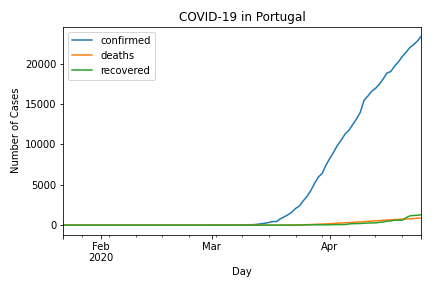 COVID-19 in Portugal
confirmed
deaths
recovered
Number of Cases
20000
15000
10000
5000
0
Feb
2020
Mar
Apr
Day